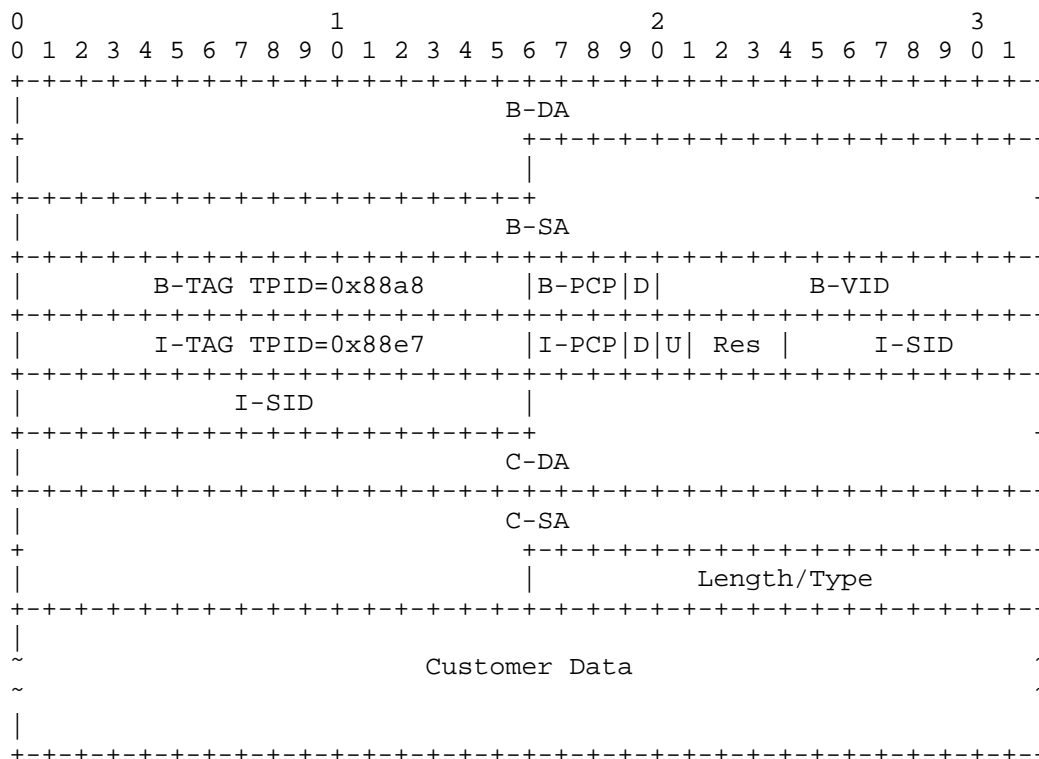 0                   1                   2                   3
0 1 2 3 4 5 6 7 8 9 0 1 2 3 4 5 6 7 8 9 0 1 2 3 4 5 6 7 8 9 0 1
+-+-+-+-+-+-+-+-+-+-+-+-+-+-+-+-+-+-+-+-+-+-+-+-+-+-+-+-+-+-+-+-
|                              B-DA
+                               +-+-+-+-+-+-+-+-+-+-+-+-+-+-+-+-
|                               |
+-+-+-+-+-+-+-+-+-+-+-+-+-+-+-+-+                               -
|                              B-SA
+-+-+-+-+-+-+-+-+-+-+-+-+-+-+-+-+-+-+-+-+-+-+-+-+-+-+-+-+-+-+-+-
|        B-TAG TPID=0x88a8      |B-PCP|D|         B-VID
+-+-+-+-+-+-+-+-+-+-+-+-+-+-+-+-+-+-+-+-+-+-+-+-+-+-+-+-+-+-+-+-
|        I-TAG TPID=0x88e7      |I-PCP|D|U| Res |     I-SID
+-+-+-+-+-+-+-+-+-+-+-+-+-+-+-+-+-+-+-+-+-+-+-+-+-+-+-+-+-+-+-+-
|             I-SID             |
+-+-+-+-+-+-+-+-+-+-+-+-+-+-+-+-+                               -
|                              C-DA
+-+-+-+-+-+-+-+-+-+-+-+-+-+-+-+-+-+-+-+-+-+-+-+-+-+-+-+-+-+-+-+-
|                              C-SA
+                               +-+-+-+-+-+-+-+-+-+-+-+-+-+-+-+-
|                               |          Length/Type
+-+-+-+-+-+-+-+-+-+-+-+-+-+-+-+-+-+-+-+-+-+-+-+-+-+-+-+-+-+-+-+-
|
~                         Customer Data                         ~
~                                                               ~
|
+-+-+-+-+-+-+-+-+-+-+-+-+-+-+-+-+-+-+-+-+-+-+-+-+-+-+-+-+-+-+-+-